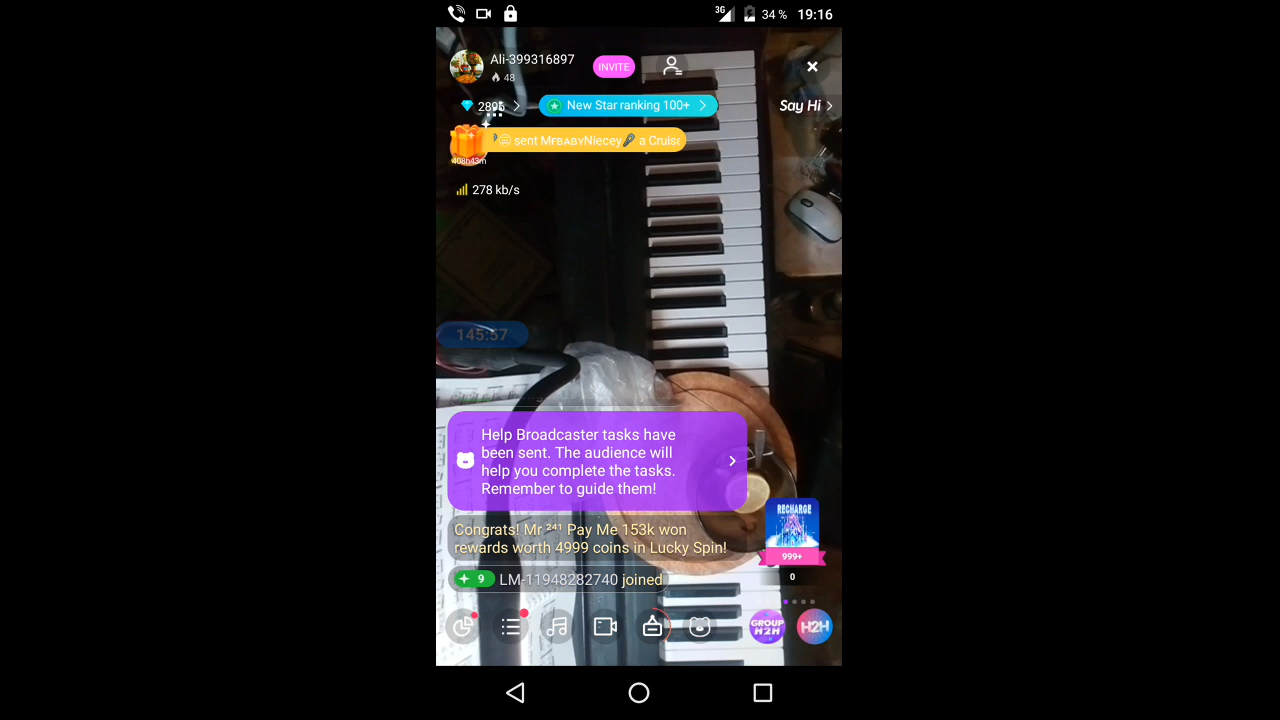 3G 34 % 19:16
Ali-399316897
48
INVITE
2895
New Star ranking 100+
Say Hi
sent MʀʙᴀʙʏNiecey🎤 a Cruise
408h43m
278 kb/s
145:57
Help Broadcaster tasks have
been sent. The audience will
help you complete the tasks.
Remember to guide them!
Congrats! Mr ²⁴¹ Pay Me 153k won
rewards worth 4999 coins in Lucky Spin!
9 LM-11948282740 joined
RECHARGE
999+
0
GROUP
H2H
H2H